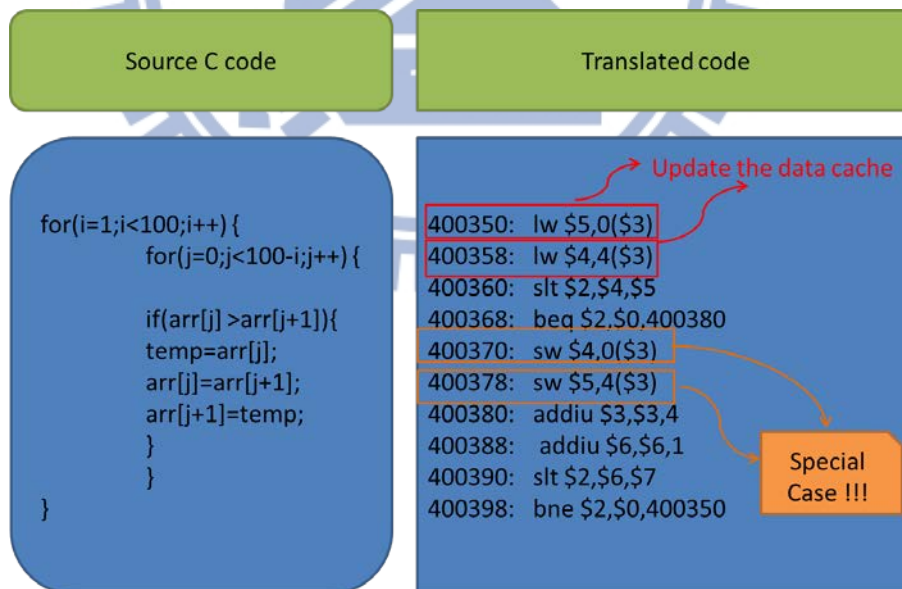 Source C code
Translated code
for(i=1;i<100;i++) {
for(j=0;j<100-i;j++) {
if(arr[j] >arr[j+1]){
temp=arr[j];
arr[j]=arr[j+1];
arr[j+1]=temp;
}
}
}
Update the data cache
400350: lw $5,0($3)
400358: lw $4,4($3)
400360: slt $2,$4,$5
400368: beq $2,$0,400380
400370: sw $4,0($3)
400378: sw $5,4($3)
400380: addiu $3,$3,4
400388: addiu $6,$6,1
400390: slt $2,$6,$7
400398: bne $2,$0,400350
Special
Case !!!